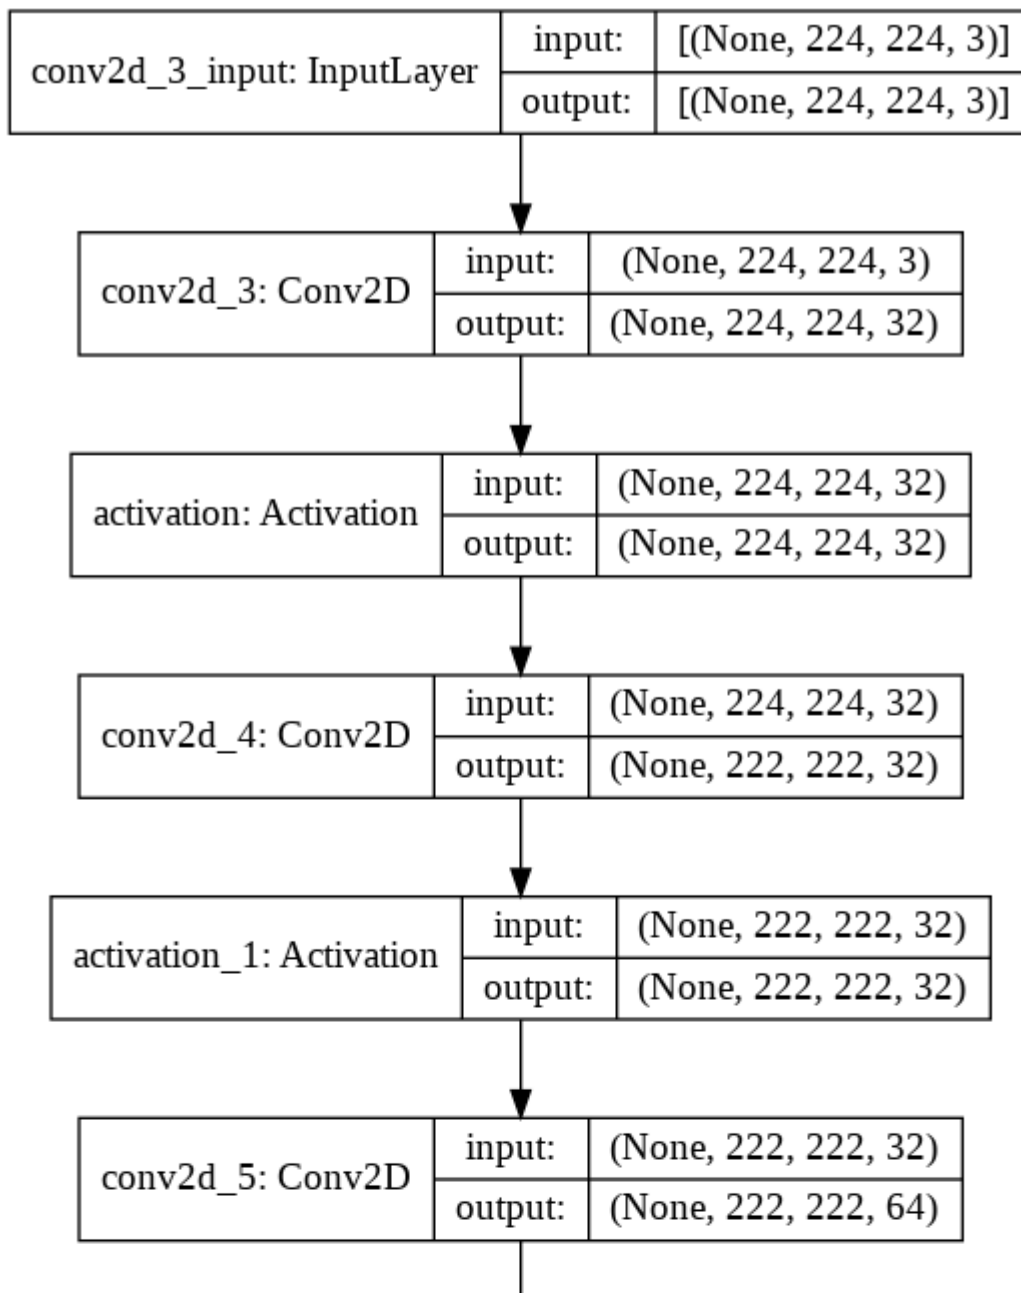 conv2d_3_input: InputLayer
input:
[(None, 224, 224, 3)]
output:
[(None, 224, 224, 3)]
conv2d_3: Conv2D
input:
(None, 224, 224, 3)
output:
(None, 224, 224, 32)
activation: Activation
input:
(None, 224, 224, 32)
output:
(None, 224, 224, 32)
conv2d_4: Conv2D
input:
(None, 224, 224, 32)
output:
(None, 222, 222, 32)
activation_1: Activation
input:
(None, 222, 222, 32)
output:
(None, 222, 222, 32)
conv2d_5: Conv2D
input:
(None, 222, 222, 32)
output:
(None, 222, 222, 64)